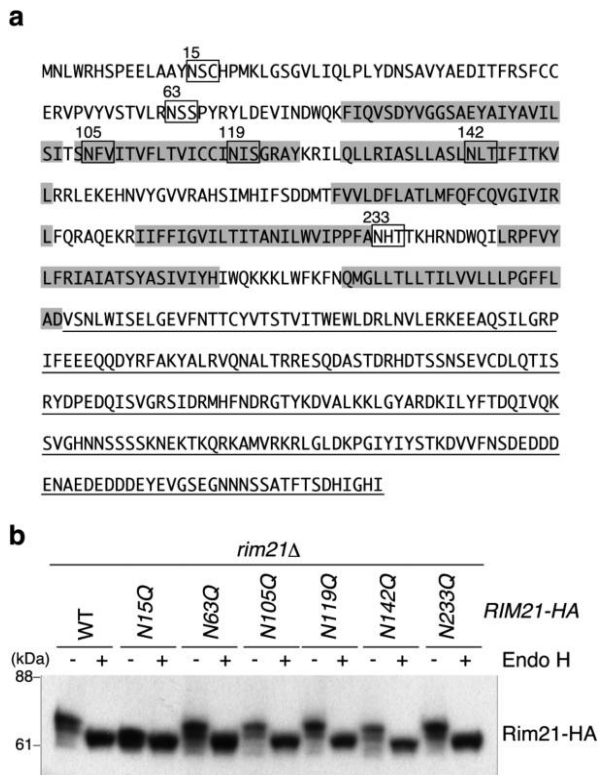 a
15
MNLWRHSPEELAAYNSCHPMKLGSGVLIQLPLYDNSAVYAEDITFRSFCC
63
ERVPVYVSTVLRNSSPYRYLDEVINDWQKFIQVSDYVGGSAEYAIYAVIL
105 119 142
SITSNFVITVFLTVICCINISGRAYKRILQLLRIASLLASLNLTIFITKV
LRRLEKEHNVYGVVRAHSIMHIFSDDMTFVVLDFLATLMFQFCQVGIVIR
233
LFQRAQEKRIIFFIGVILTITANILWVIPPFANHTTKHRNDWQILRPFVY
LFRIAIATSYASIVIYHIWQKKKLWFKFNQMGLLTLLTILVVLLLPGFFL
ADVSNLWISELGEVFNTTCYVTSTVITWEWLDRLNVLERKEEAQSILGRP
IFEEEQQDYRFAKYALRVQNALTRRESQDASTDRHDTSSNSEVCDLQTIS
RYDPEDQISVGRSIDRMHFNDRGTYKDVALKKLGYARDKILYFTDQIVQK
SVGHNNSSSSKNEKTKQRKAMVRKRLGLDKPGIYIYSTKDVVFNSDEDDD
ENAEDEDDDEYEVGSEGNNNSSATFTSDHIGHI
b
rim21Δ
WT N15Q N63Q N105Q N119Q N142Q N233Q RIM21-HA
(kDa) - + - + - + - + - + - + - + Endo H
88–
Rim21-HA
61–